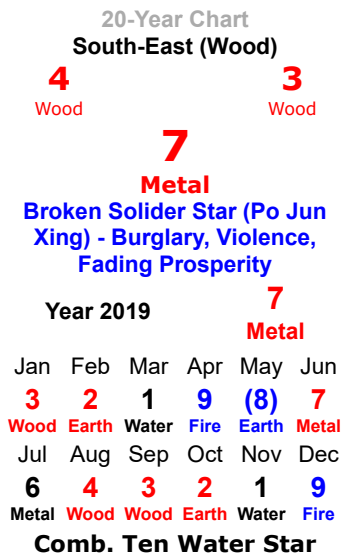 20-Year Chart
South-East (Wood)
4 3
Wood Wood
7
Metal
Broken Solider Star (Po Jun
Xing) - Burglary, Violence,
Fading Prosperity
Year 2019 7
Metal
Jan Feb Mar Apr May Jun
3 2 1 9 (8) 7
Wood Earth Water Fire Earth Metal
Jul Aug Sep Oct Nov Dec
6 4 3 2 1 9
Metal Wood Wood Earth Water Fire
Comb. Ten Water Star